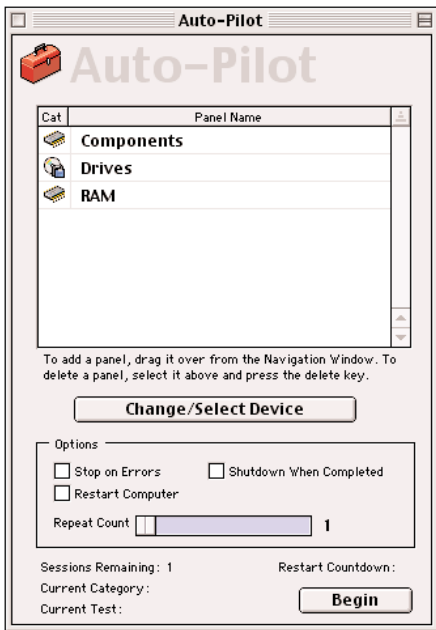 Auto-Pilot
Auto-Pilot
Cat Panel Name
Components
Drives
RAM
To add a panel, drag it over from the Navigation Window. To
delete a panel, select it above and press the delete key.
Change/Select Device
Options
Stop on Errors Shutdown When Completed
Restart Computer
Repeat Count 1
Sessions Remaining: 1 Restart Countdown:
Current Category:
Current Test:
Begin